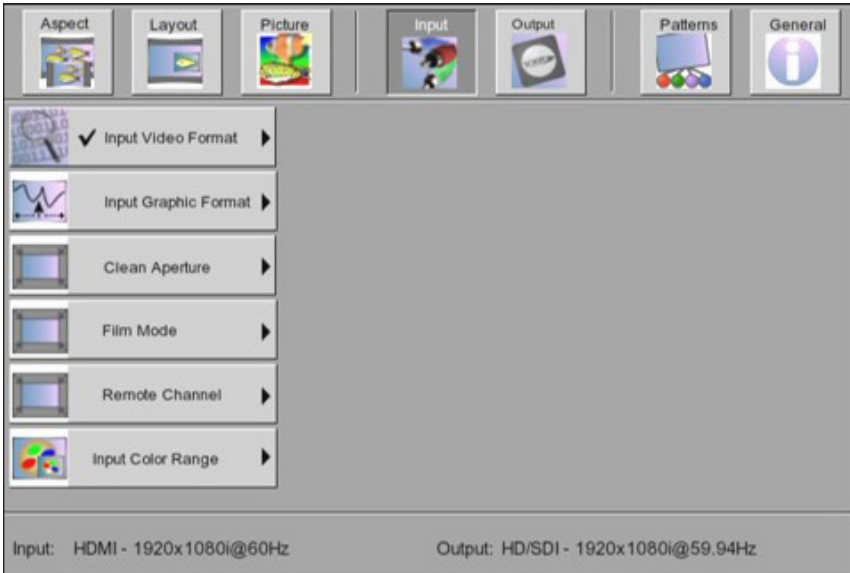 Aspect
Layout
Picture
Input
Output
Patterns
General
✔ Input Video Format
Input Graphic Format
Clean Aperture
Film Mode
Remote Channel
Input Color Range
Input: HDMI - 1920x1080i@60Hz
Output: HD/SDI - 1920x1080i@59.94Hz